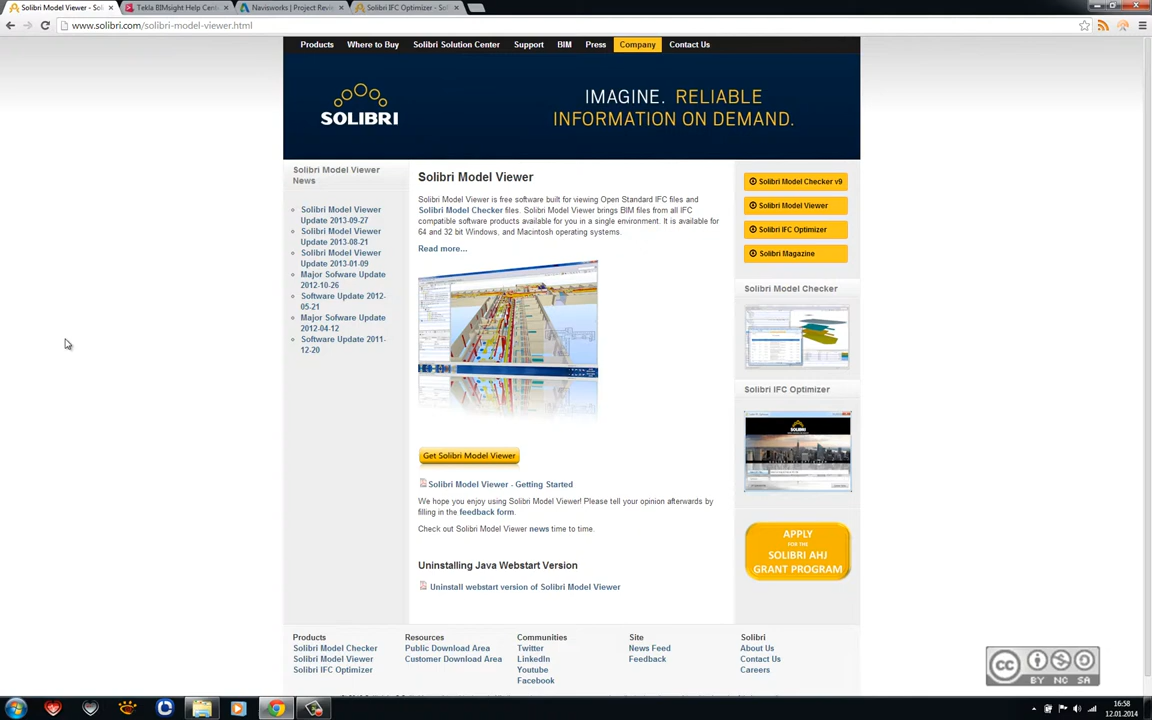 Solibri Model Viewer - Sol
Tekla BIMsight Help Cent
Navisworks | Project Revie
Solibri IFC Optimizer - Sol
www.solibri.com/solibri-model-viewer.html
Products Where to Buy Solibri Solution Center Support BIM Press Company Contact Us
SOLIBRI
IMAGINE. RELIABLE
INFORMATION ON DEMAND.
Solibri Model Viewer
News
Solibri Model Viewer
Update 2013-09-27
Solibri Model Viewer
Update 2013-08-21
Solibri Model Viewer
Update 2013-01-09
Major Sofware Update
2012-10-26
Software Update 2012-
05-21
Major Sofware Update
2012-04-12
Software Update 2011-
12-20
Solibri Model Viewer
Solibri Model Viewer is free software built for viewing Open Standard IFC files and
Solibri Model Checker files. Solibri Model Viewer brings BIM files from all IFC
compatible software products available for you in a single environment. It is available for
64 and 32 bit Windows, and Macintosh operating systems.
Read more...
Get Solibri Model Viewer
Solibri Model Viewer - Getting Started
We hope you enjoy using Solibri Model Viewer! Please tell your opinion afterwards by
filling in the feedback form.
Check out Solibri Model Viewer news time to time.
Uninstalling Java Webstart Version
Uninstall webstart version of Solibri Model Viewer
Solibri Model Checker v9
Solibri Model Viewer
Solibri IFC Optimizer
Solibri Magazine
Solibri Model Checker
Solibri IFC Optimizer
SOLIBRI
APPLY
FOR THE
SOLIBRI AHJ
GRANT PROGRAM
Products
Solibri Model Checker
Solibri Model Viewer
Solibri IFC Optimizer
Resources
Public Download Area
Customer Download Area
Communities
Twitter
LinkedIn
Youtube
Facebook
Site
News Feed
Feedback
Solibri
About Us
Contact Us
Careers
cc
BY NC SA
16:58
12.01.2014